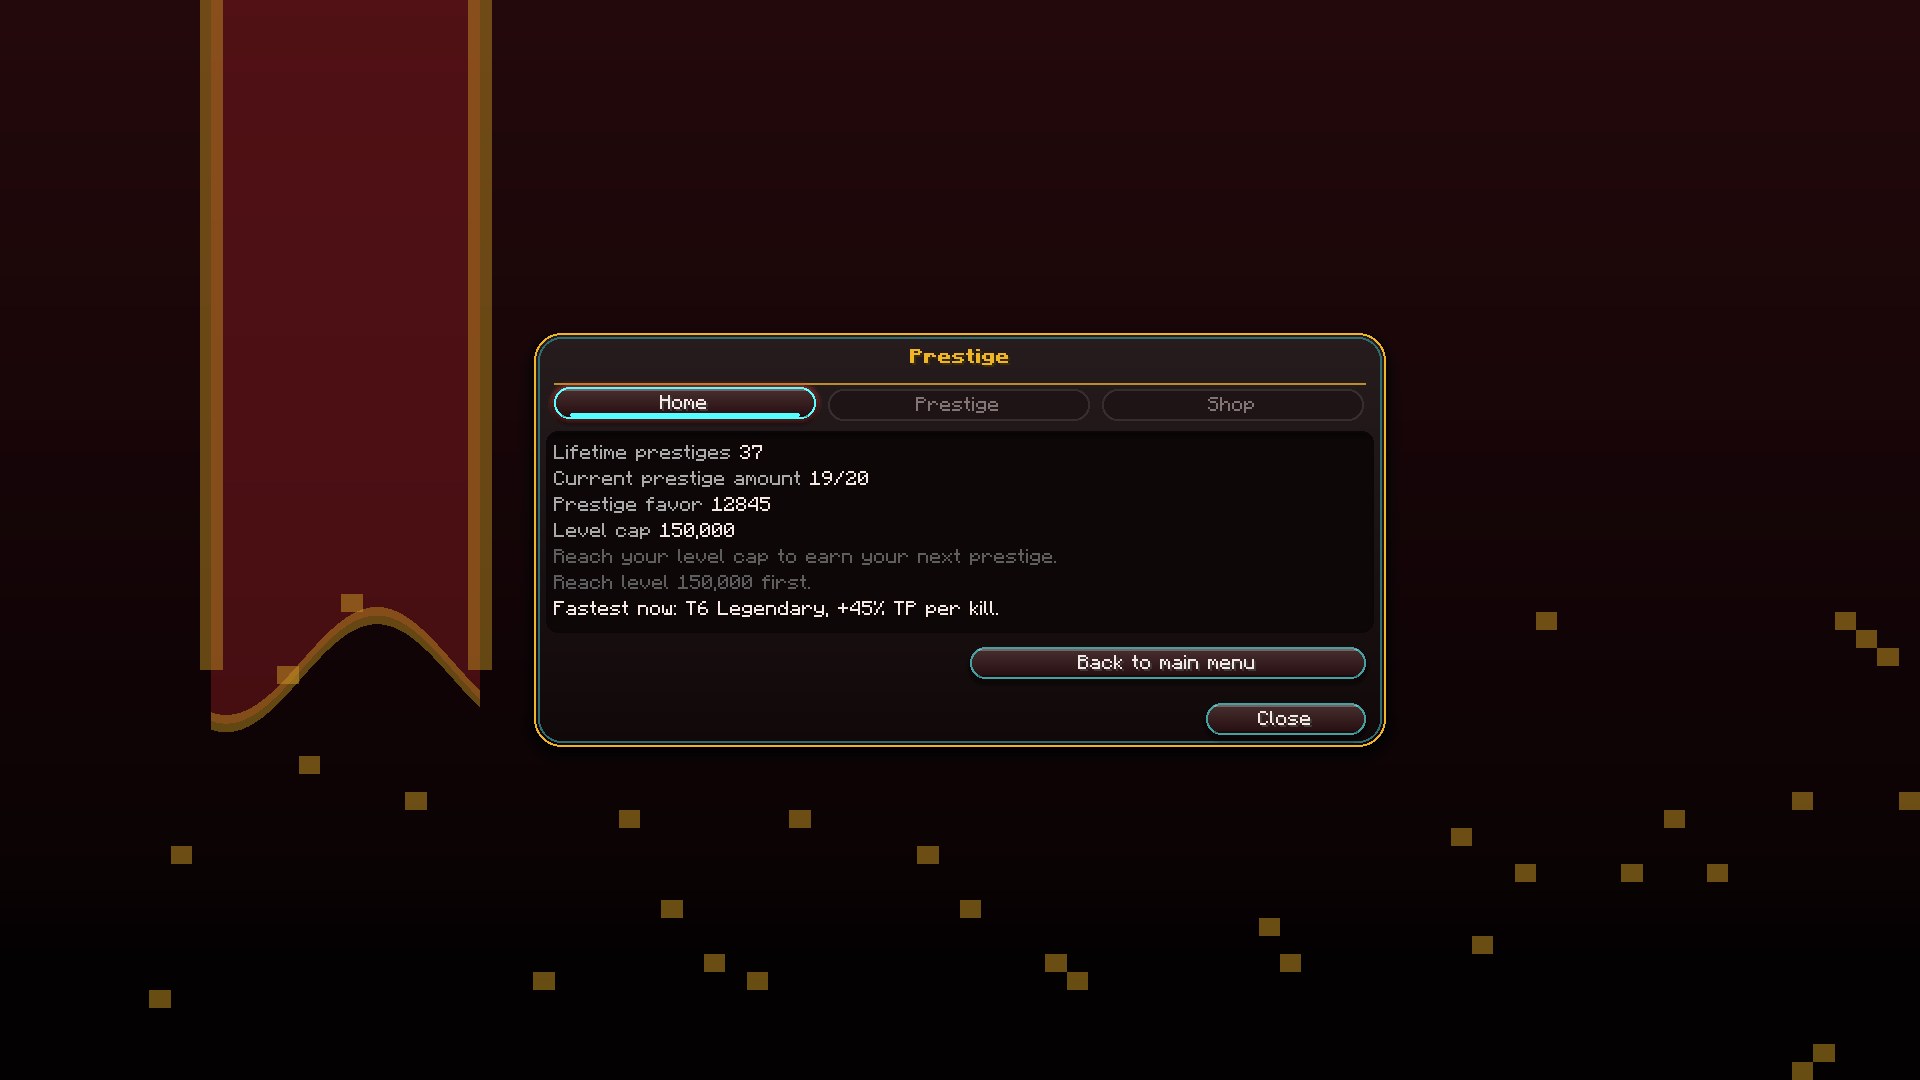 Prestige
Home
Prestige
Shop
Lifetime prestiges 37
Current prestige amount 19/20
Prestige favor 12845
Level cap 150,000
Reach your level cap to earn your next prestige.
Reach level 150,000 first.
Fastest now: T6 Legendary, +45% TP per kill.
Back to main menu
Close